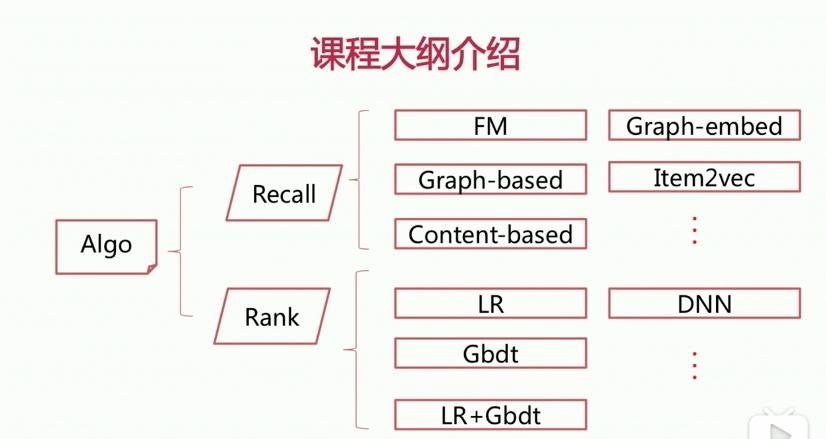 课程大纲介绍
FM
Graph-embed
Recall
Graph-based
Item2vec
Content-based
Algo
Rank
LR
DNN
Gbdt
LR+Gbdt